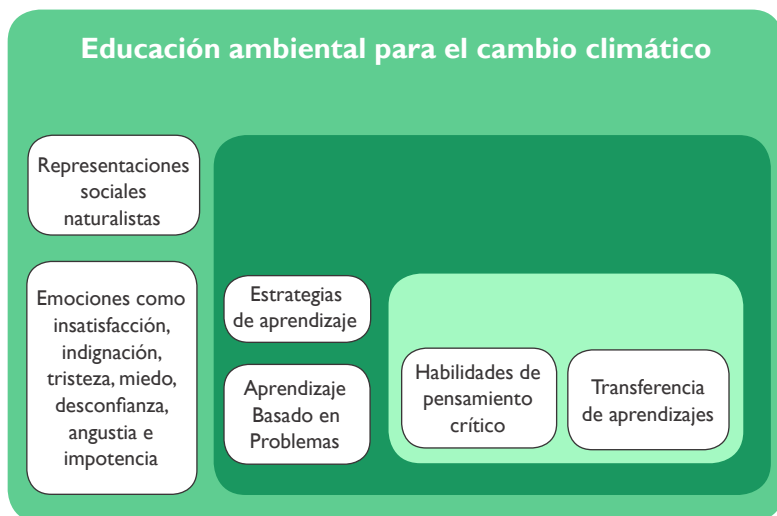 Educación ambiental para el cambio climático
Representaciones
sociales
naturalistas
Emociones como
insatisfacción,
indignación,
tristeza, miedo,
desconfianza,
angustia e
impotencia
Estrategias
de aprendizaje
Aprendizaje
Basado en
Problemas
Habilidades de
pensamiento
crítico
Transferencia
de aprendizajes